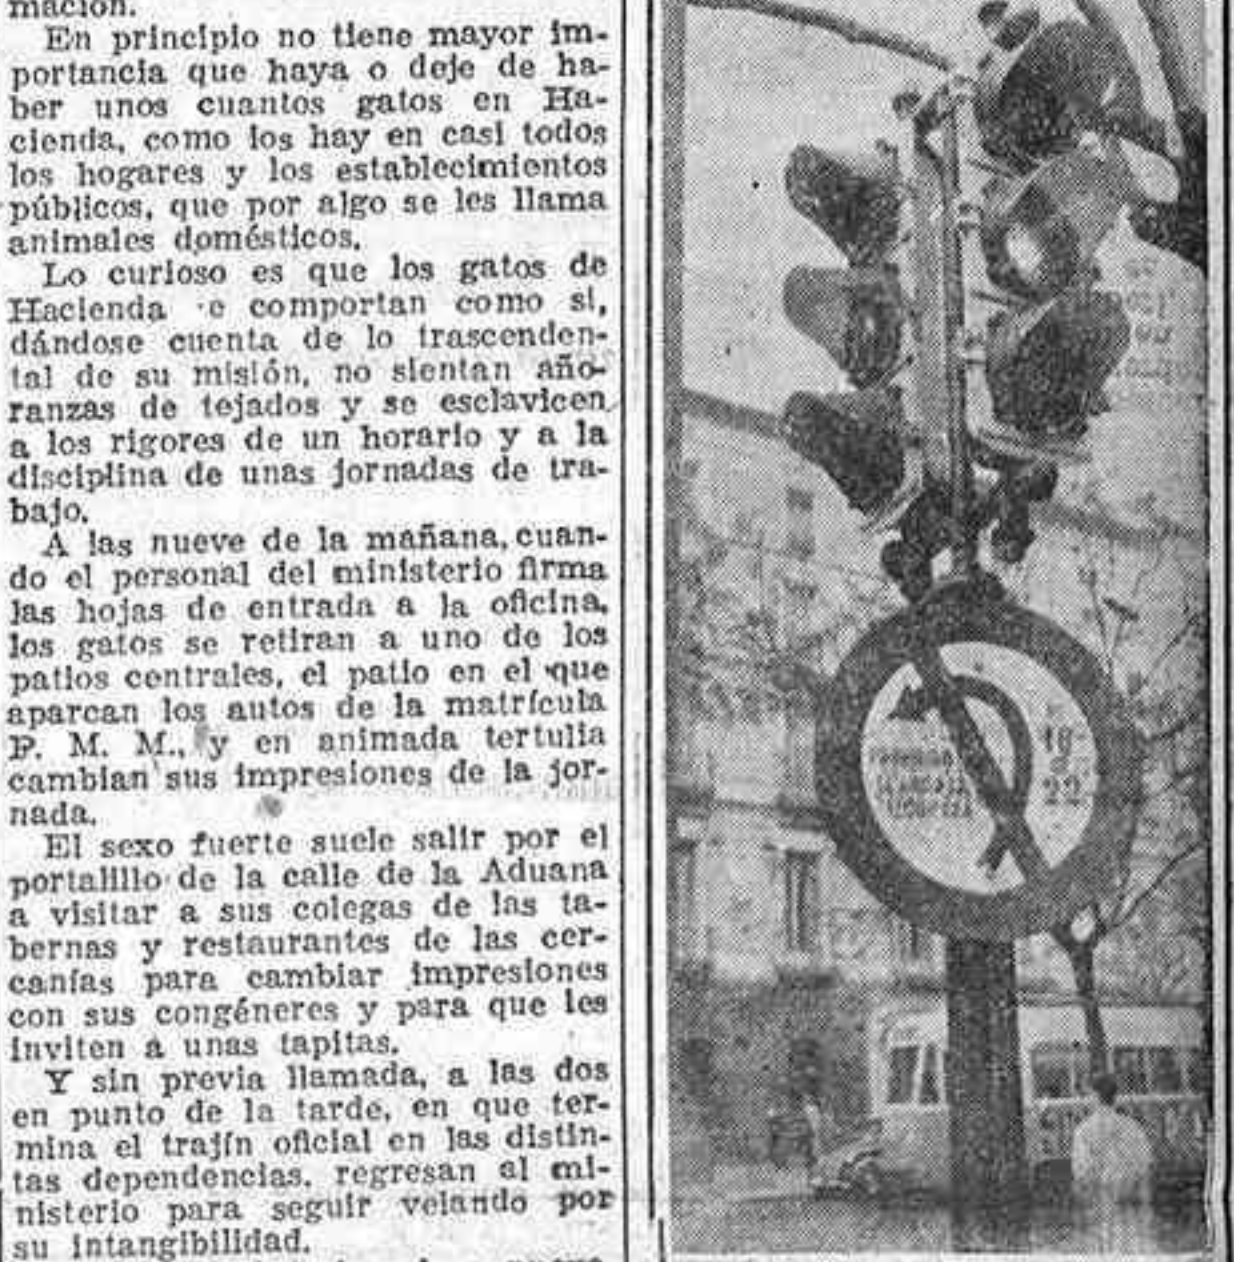 mación.
En principio no tiene mayor im-
portancia que haya o deje de ha-
ber unos cuantos gatos en Ha-
cienda, como los hay en casi todos
los hogares y los establecimientos
públicos, que por algo se les llama
animales domésticos.
Lo curioso es que los gatos de
Hacienda e comportan como si,
dándose cuenta de lo trascenden-
tal de su misión, no sientan año-
ranzas de tejados y se esclavicen
a los rigores de un horario y a la
disciplina de unas jornadas de tra-
bajo.
A las nueve de la mañana, cuan-
do el personal del ministerio firma
las hojas de entrada a la oficina,
los gatos se retiran a uno de los
patios centrales, el patio en el que
aparcan los autos de la matrícula
P. M. M., y en animada tertulia
cambian sus impresiones de la jor-
nada.
El sexo fuerte suele salir por el
portalillo de la calle de la Aduana
a visitar a sus colegas de las ta-
bernas y restaurantes de las cer-
canías para cambiar impresiones
con sus congéneres y para que les
inviten a unas tapitas.
Y sin previa llamada, a las dos
en punto de la tarde, en que ter-
mina el trajín oficial en las distin-
tas dependencias, regresan al mi-
nisterio para seguir velando por
su intangibilidad.
16
a
22